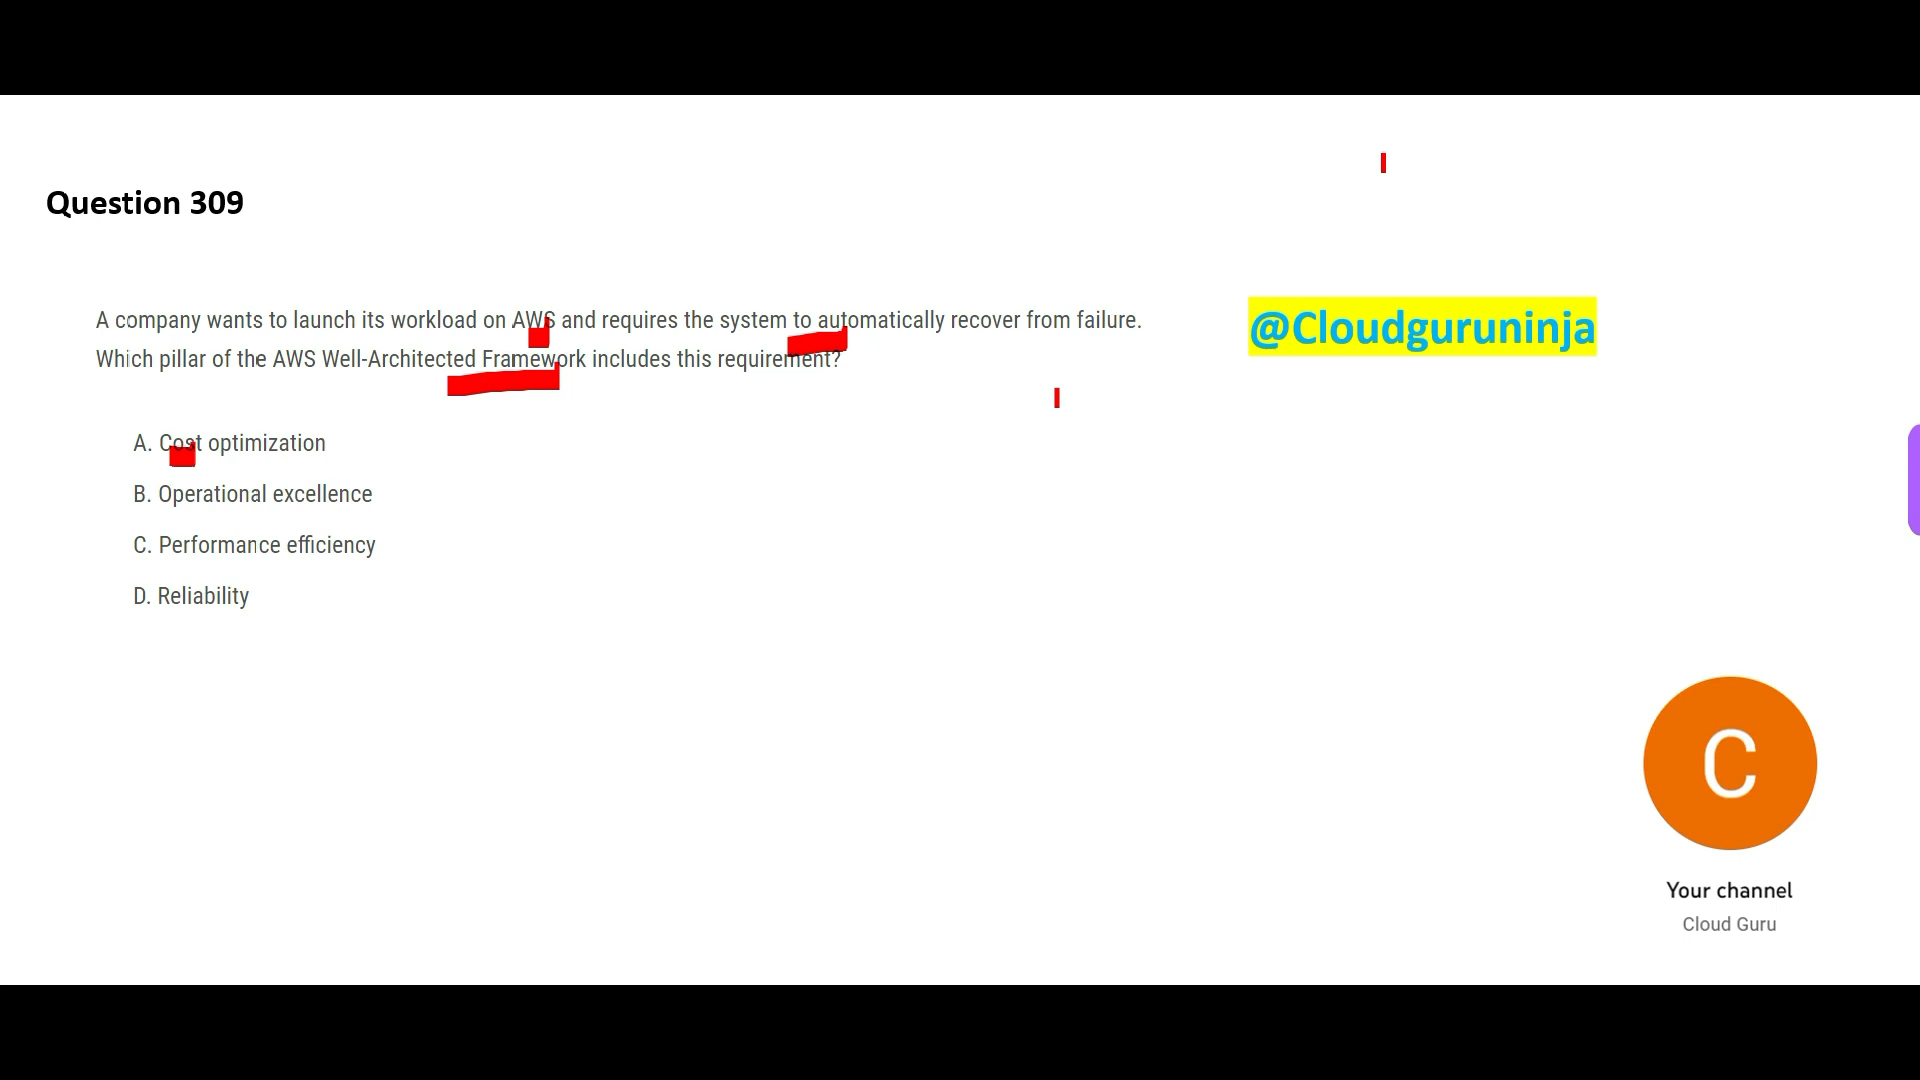 Question 309
A company wants to launch its workload on AWS and requires the system to automatically recover from failure.
Which pillar of the AWS Well-Architected Framework includes this requirement?
@Cloudguruninja
A. Cost optimization
B. Operational excellence
C. Performance efficiency
D. Reliability
C
Your channel
Cloud Guru